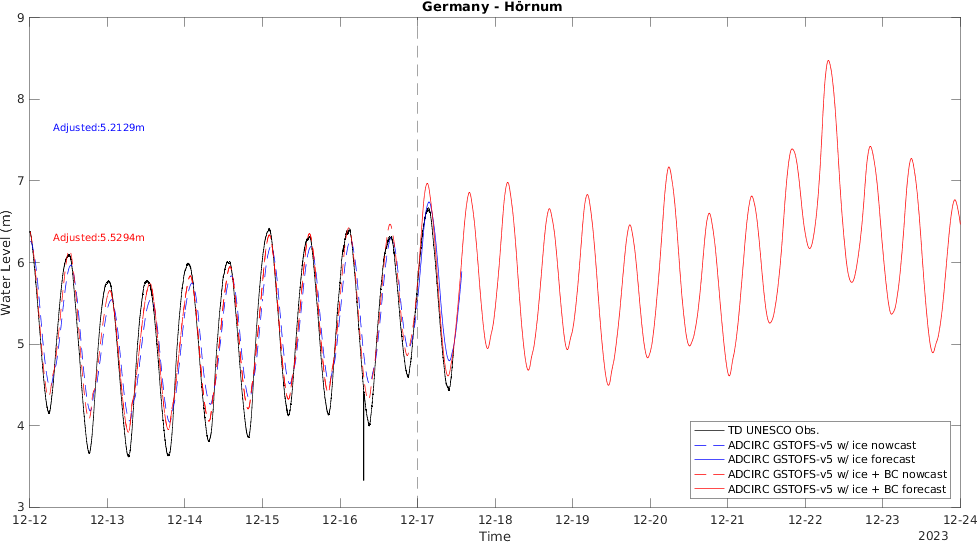 Germany - Hörnum
9
8
7
6
5
4
3
Water Level (m)
Adjusted:5.2129m
Adjusted:5.5294m
TD UNESCO Obs.
ADCIRC GSTOFS-v5 w/ ice nowcast
ADCIRC GSTOFS-v5 w/ ice forecast
ADCIRC GSTOFS-v5 w/ ice + BC nowcast
ADCIRC GSTOFS-v5 w/ ice + BC forecast
12-12 12-13 12-14 12-15 12-16 12-17 12-18 12-19 12-20 12-21 12-22 12-23 12-24
Time
2023